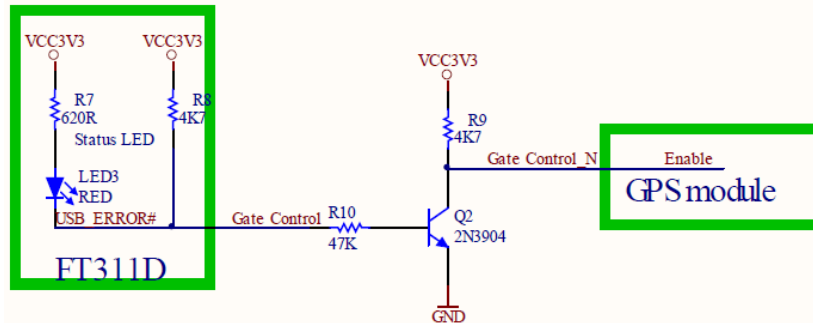 VCC3V3
VCC3V3
R7
620R
R8
4K7
Status LED
LED3
RED
USB_ERROR#
FT311D
Gate Control
R10
47K
VCC3V3
R9
4K7
Gate Control_N
Q2
2N3904
GND
Enable
GPS module